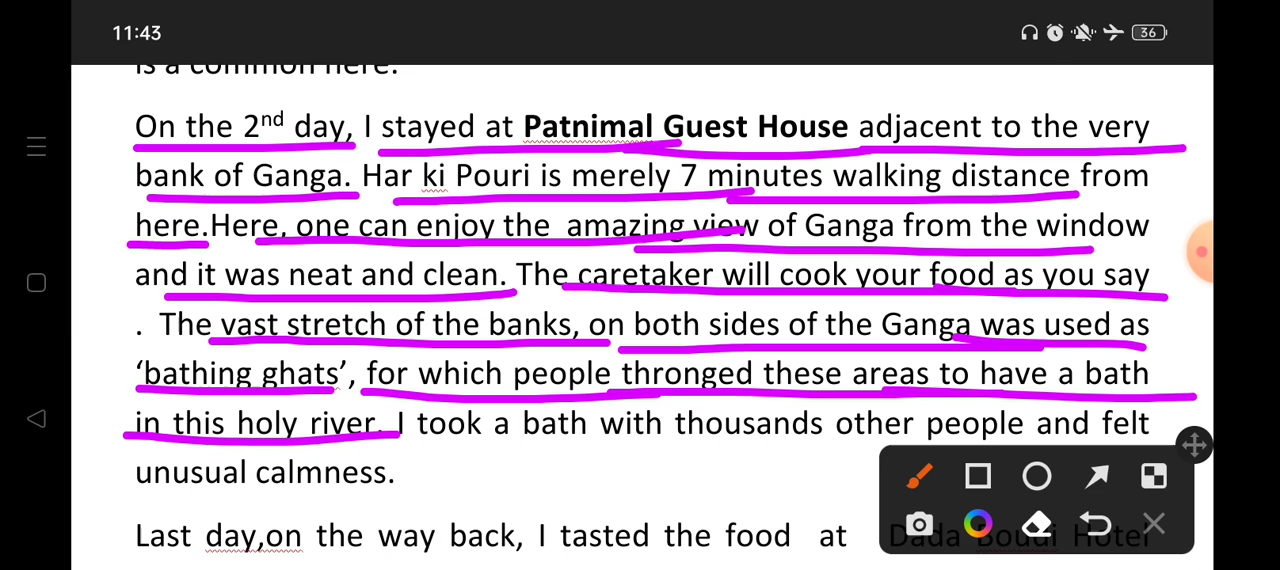 11:43
36
is a common here.
On the 2nd day, I stayed at Patnimal Guest House adjacent to the very
bank of Ganga. Har ki Pouri is merely 7 minutes walking distance from
here.Here, one can enjoy the amazing view of Ganga from the window
and it was neat and clean. The caretaker will cook your food as you say
. The vast stretch of the banks, on both sides of the Ganga was used as
‘bathing ghats’, for which people thronged these areas to have a bath
in this holy river. I took a bath with thousands other people and felt
unusual calmness.
Last day,on the way back, I tasted the food at Dada Boudi Hotel